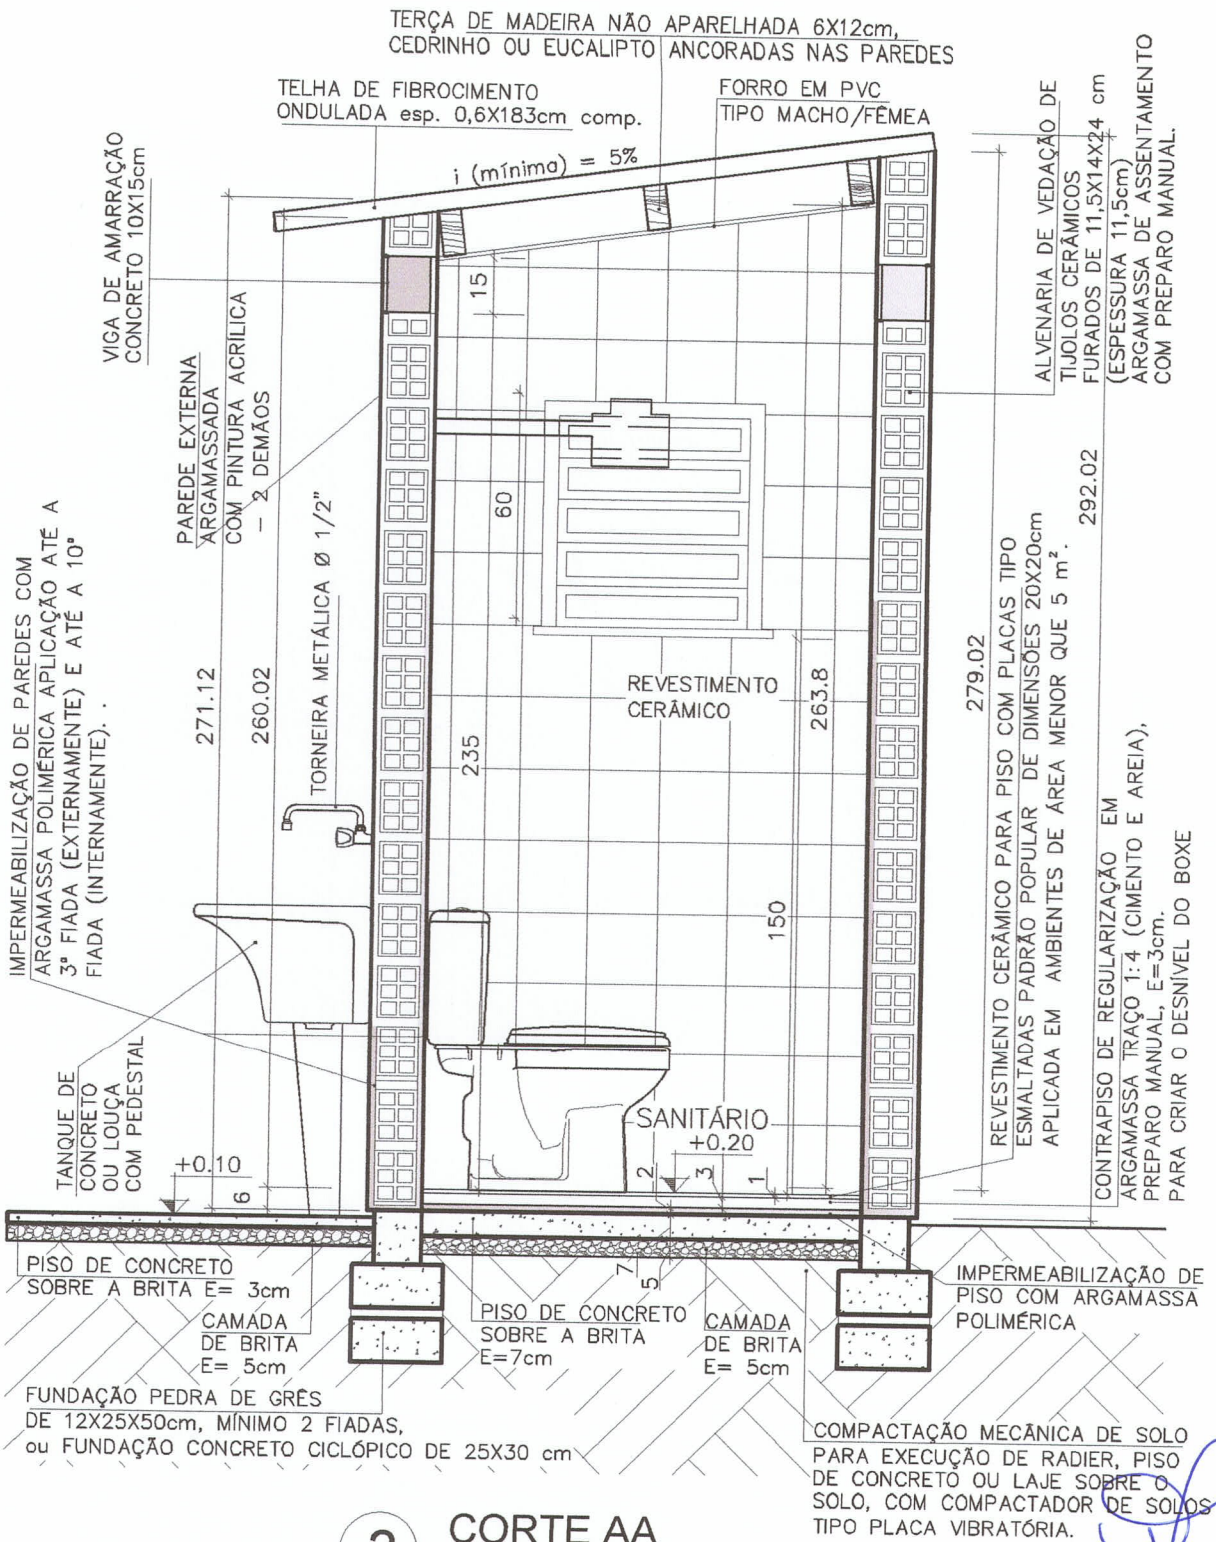 TERÇA DE MADEIRA NÃO APARELHADA 6X12cm,
CEDRINHO OU EUCALIPTO ANCORADAS NAS PAREDES
TELHA DE FIBROCIMENTO
ONDULADA esp. 0,6X183cm comp.
FORRO EM PVC
TIPO MACHO/FÊMEA
i (mínima) = 5%
VIGA DE AMARRAÇÃO
CONCRETO 10X15cm
PAREDE EXTERNA
ARGAMASSADA
COM PINTURA ACRÍLICA
- 2 DEMÃOS
ALVENARIA DE VEDAÇÃO DE
TIJOLOS CERÂMICOS
FURADOS DE 11,5X14X24 cm
(ESPESSURA 11,5cm)
ARGAMASSA DE ASSENTAMENTO
COM PREPARO MANUAL.
15
60
292.02
IMPERMEABILIZAÇÃO DE PAREDES COM
ARGAMASSA POLIMÉRICA APLICAÇÃO ATÉ A
3ª FIADA (EXTERNAMENTE) E ATÉ A 10ª
FIADA (INTERNAMENTE). .
271.12
260.02
TORNEIRA METÁLICA Ø 1/2"
235
REVESTIMENTO
CERÂMICO
263.8
279.02
REVESTIMENTO CERÂMICO PARA PISO COM PLACAS TIPO
ESMALTADAS PADRÃO POPULAR DE DIMENSÕES 20X20cm
APLICADA EM AMBIENTES DE ÁREA MENOR QUE 5 m².
150
CONTRAPISO DE REGULARIZAÇÃO EM
ARGAMASSA TRAÇO 1:4 (CIMENTO E AREIA),
PREPARO MANUAL, E=3cm.
PARA CRIAR O DESNÍVEL DO BOXE
TANQUE DE
CONCRETO
OU LOUÇA
COM PEDESTAL
+0.10
6
SANITÁRIO
+0.20
2
3
1
7
5
PISO DE CONCRETO
SOBRE A BRITA E= 3cm
CAMADA
DE BRITA
E= 5cm
PISO DE CONCRETO
SOBRE A BRITA
E=7cm
CAMADA
DE BRITA
E= 5cm
IMPERMEABILIZAÇÃO DE
PISO COM ARGAMASSA
POLIMÉRICA
FUNDAÇÃO PEDRA DE GRÊS
DE 12X25X50cm, MÍNIMO 2 FIADAS,
ou FUNDAÇÃO CONCRETO CICLÓPICO DE 25X30 cm
COMPACTAÇÃO MECÂNICA DE SOLO
PARA EXECUÇÃO DE RADIER, PISO
DE CONCRETO OU LAJE SOBRE O
SOLO, COM COMPACTADOR DE SOLOS
TIPO PLACA VIBRATÓRIA.
CORTE AA